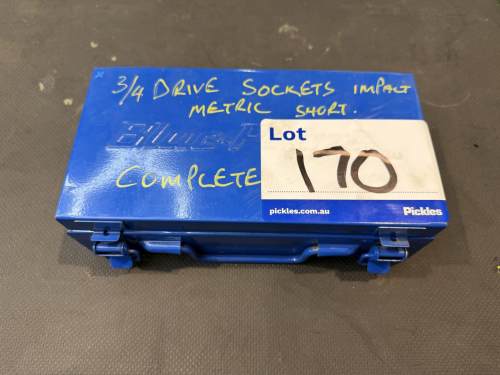 3/4 DRIVE SOCKETS IMPACT
METRIC SHORT.
Lot
170
COMPLETE
pickles.com.au
Pickles